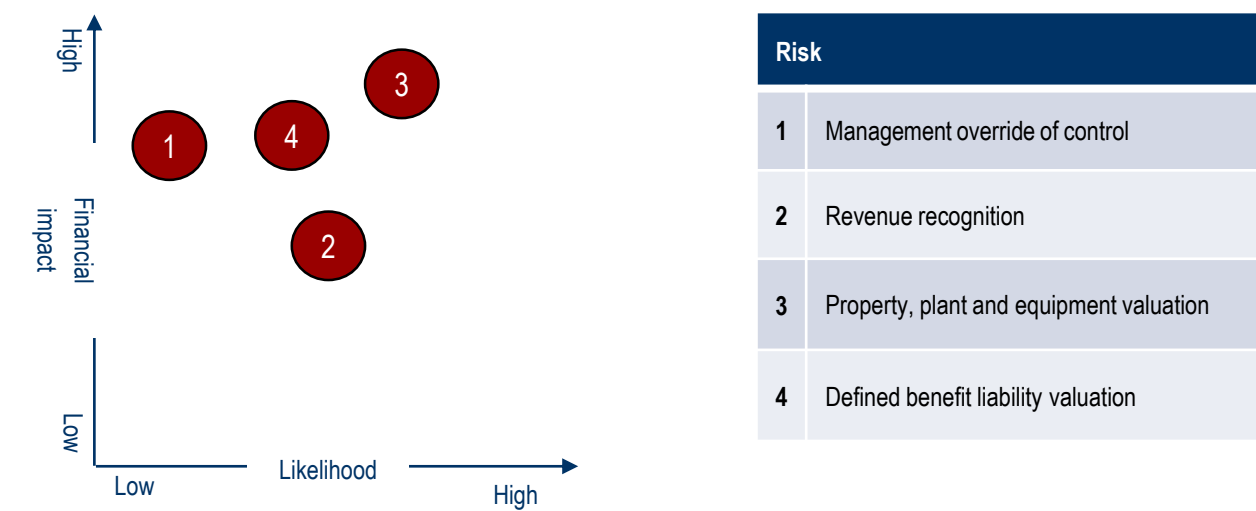 High
Financial
impact
Low
Low
Likelihood
High
1
4
3
2
Risk
1 Management override of control
2 Revenue recognition
3 Property, plant and equipment valuation
4 Defined benefit liability valuation